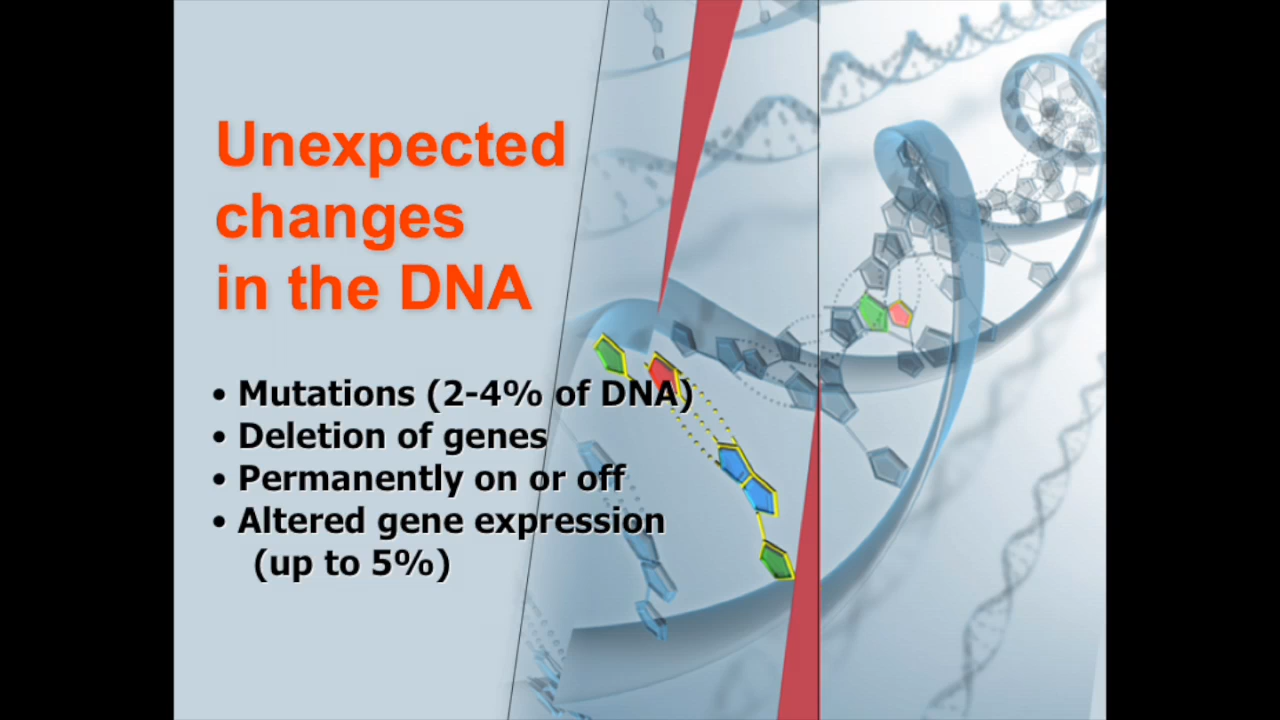 Unexpected
changes
in the DNA
• Mutations (2-4% of DNA)
• Deletion of genes
• Permanently on or off
• Altered gene expression
(up to 5%)